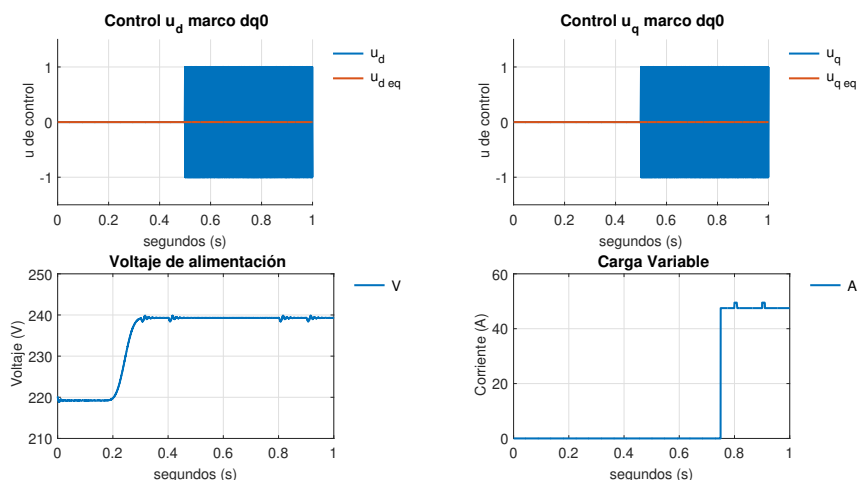 Control u_d marco dq0
u_d
u_d eq
u de control
1
0
-1
0 0.2 0.4 0.6 0.8 1
segundos (s)
Control u_q marco dq0
u_q
u_q eq
u de control
1
0
-1
0 0.2 0.4 0.6 0.8 1
segundos (s)
Voltaje de alimentación
V
Voltaje (V)
250
240
230
220
210
0 0.2 0.4 0.6 0.8 1
segundos (s)
Carga Variable
A
Corriente (A)
60
40
20
0
0 0.2 0.4 0.6 0.8 1
segundos (s)